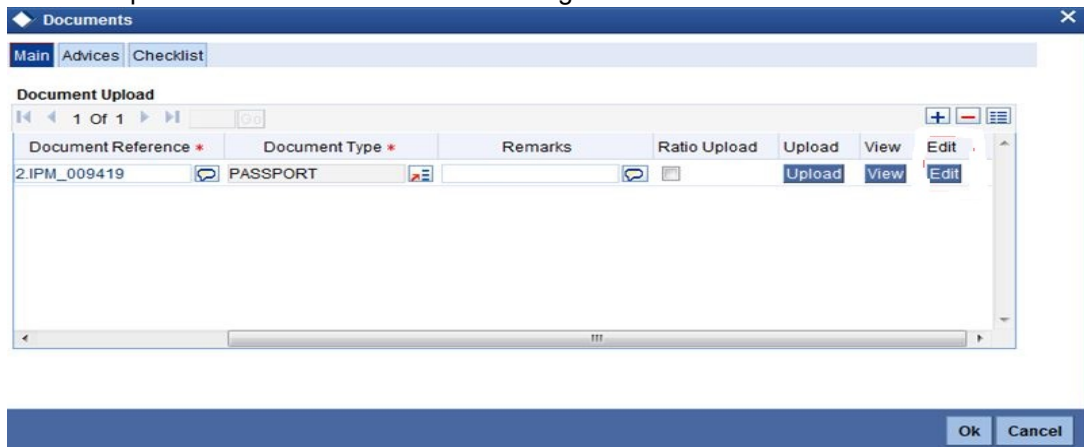 Documents
Main Advices Checklist
Document Upload
1 Of 1 Go
Document Reference * Document Type * Remarks Ratio Upload Upload View Edit
2.IPM_009419 PASSPORT Upload View Edit
Ok Cancel